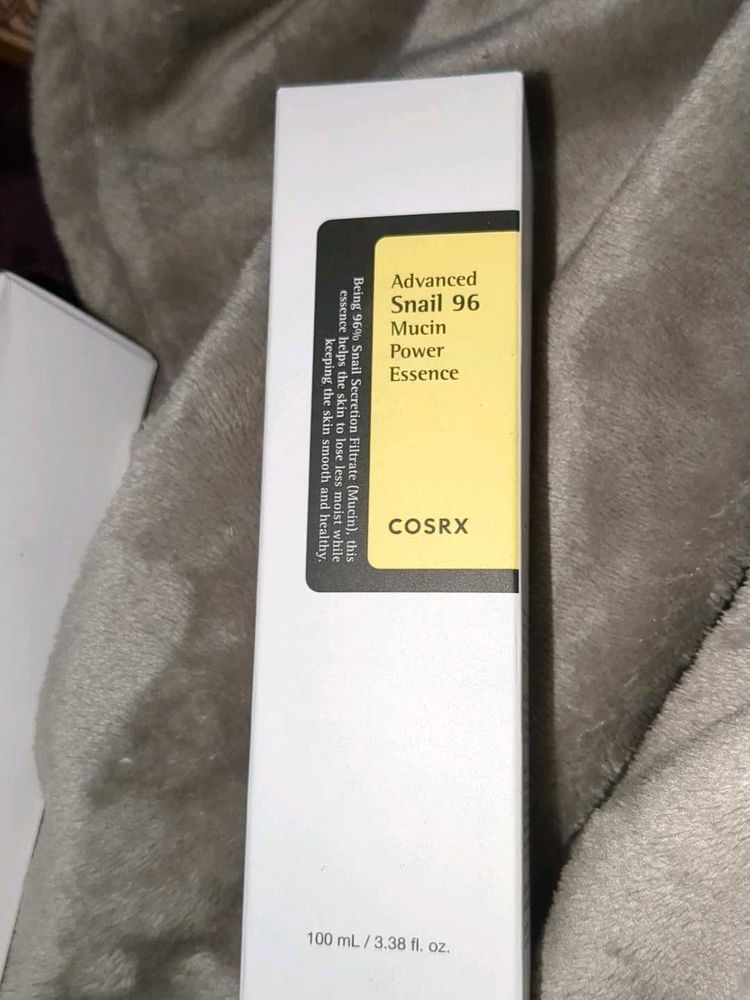 Advanced
Snail 96
Mucin
Power
Essence
COSRX
Being 96% Snail Secretion Filtrate (Mucin), this
essence helps the skin to lose less moist while
keeping the skin smooth and healthy.
100 mL / 3.38 fl. oz.